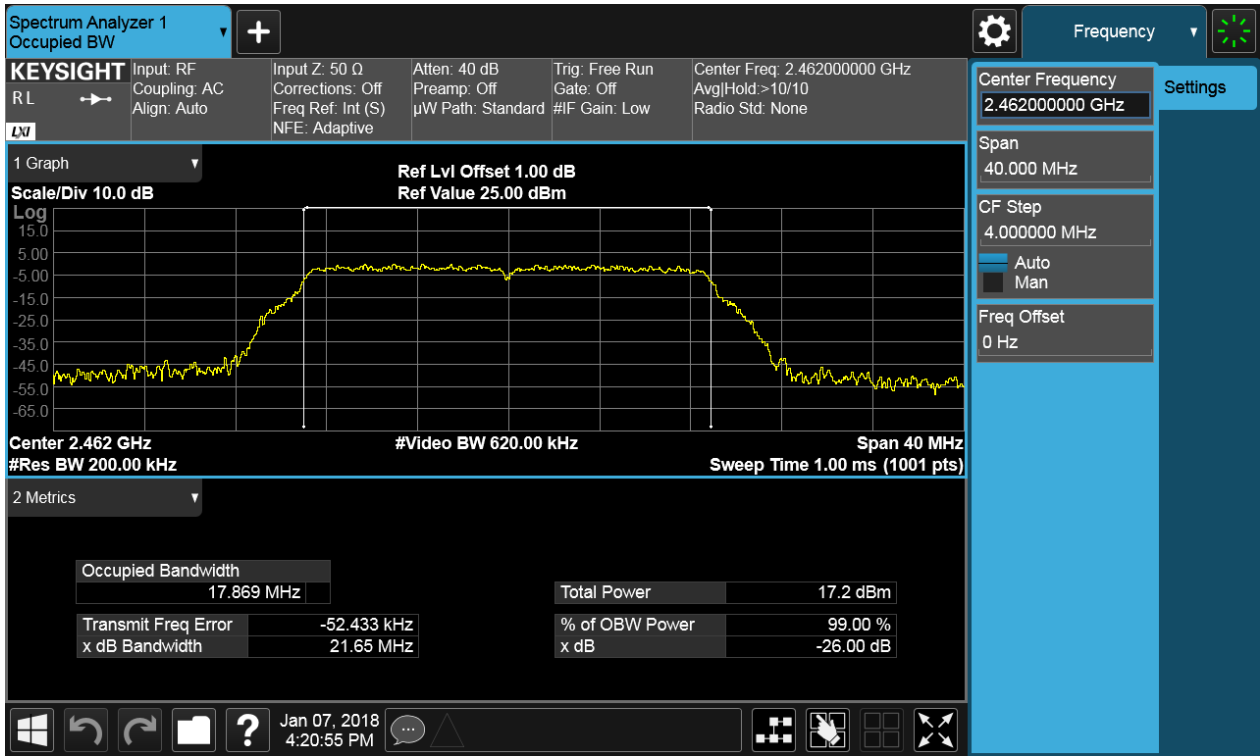 Spectrum Analyzer 1
Occupied BW
Frequency
KEYSIGHT
R L
LXI
Input: RF
Coupling: AC
Align: Auto
Input Z: 50 Ω
Corrections: Off
Freq Ref: Int (S)
NFE: Adaptive
Atten: 40 dB
Preamp: Off
µW Path: Standard
Trig: Free Run
Gate: Off
#IF Gain: Low
Center Freq: 2.462000000 GHz
Avg|Hold:>10/10
Radio Std: None
Center Frequency
2.462000000 GHz
Settings
Span
40.000 MHz
CF Step
4.000000 MHz
Auto
Man
Freq Offset
0 Hz
1 Graph
Ref Lvl Offset 1.00 dB
Scale/Div 10.0 dB
Ref Value 25.00 dBm
Log
15.0
5.00
-5.00
-15.0
-25.0
-35.0
-45.0
-55.0
-65.0
Center 2.462 GHz
#Video BW 620.00 kHz
Span 40 MHz
#Res BW 200.00 kHz
Sweep Time 1.00 ms (1001 pts)
2 Metrics
Occupied Bandwidth
17.869 MHz
Total Power 17.2 dBm
Transmit Freq Error -52.433 kHz
% of OBW Power 99.00 %
x dB Bandwidth 21.65 MHz
x dB -26.00 dB
?
Jan 07, 2018
4:20:55 PM